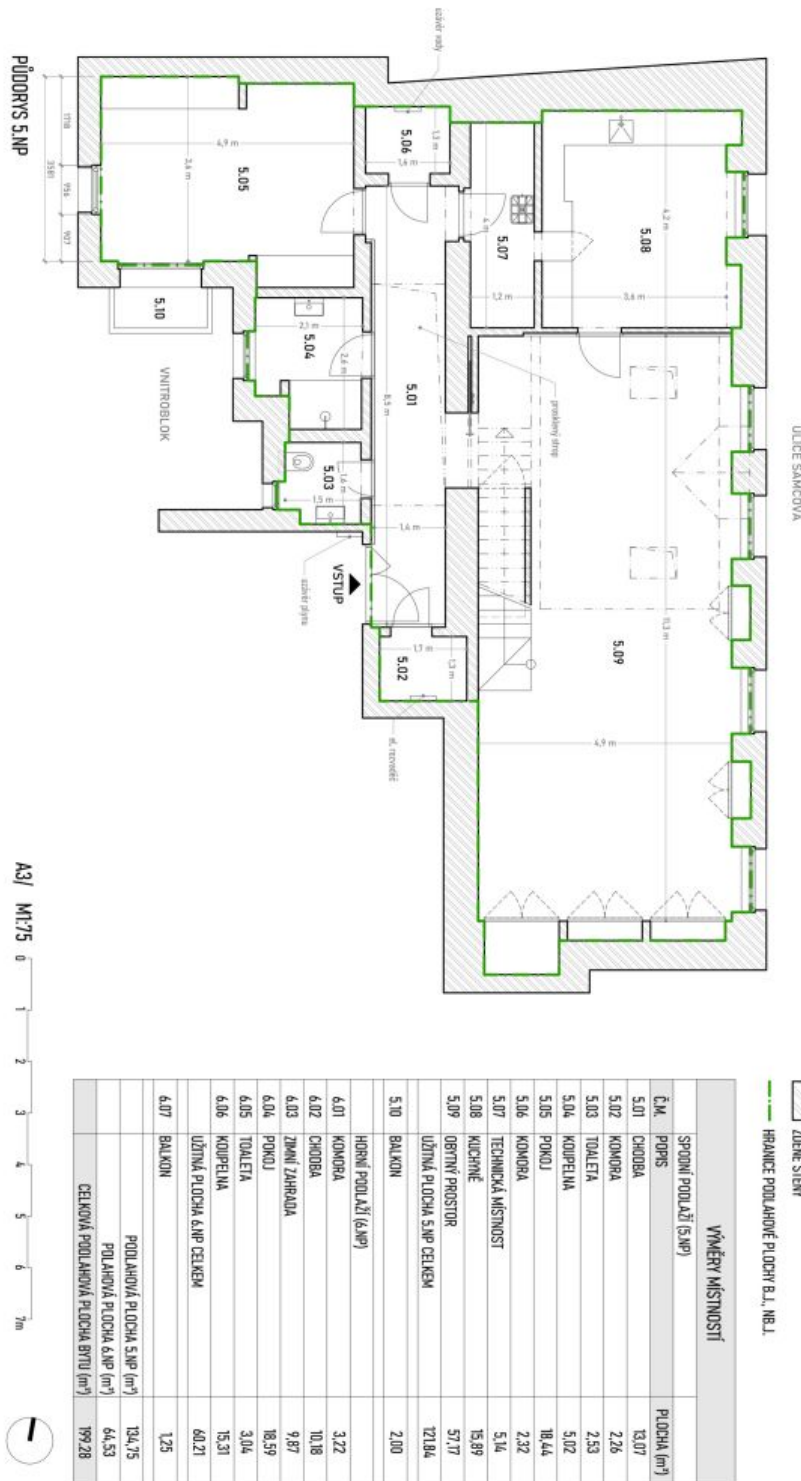 PŮDORYS 5.NP
ULICE SAMCOVA
VNITROBLOK
VSTUP
uzávěr vody
prosklený strop
uzávěr plynu
el. rozvaděč
5.01
8,5 m
1,4 m
5.02
1,7 m
1,3 m
5.03
1,4 m
1,5 m
5.04
2,1 m
2,6 m
5.05
4,9 m
3,6 m
5.06
1,3 m
1,6 m
5.07
4 m
1,2 m
5.08
4,2 m
3,6 m
5.09
11,3 m
4,9 m
5.10
1718
956
907
3581
A3/ M1:75
0 1 2 3 4 5 6 7m
ZDĚNÉ STĚNY
HRANICE PODLAHOVÉ PLOCHY B.J., NB.J.
VÝMĚRY MÍSTNOSTÍ
SPODNÍ PODLAŽÍ (5.NP)
Č.M. POPIS PLOCHA (m²)
5.01 CHODBA 13,07
5.02 KOMORA 2,26
5.03 TOALETA 2,53
5.04 KOUPELNA 5,02
5.05 POKOJ 18,44
5.06 KOMORA 2,32
5.07 TECHNICKÁ MÍSTNOST 5,14
5.08 KUCHYNĚ 15,89
5.09 OBYTNÝ PROSTOR 57,17
UŽITNÁ PLOCHA 5.NP CELKEM 121,84
5.10 BALKON 2,00
HORNÍ PODLAŽÍ (6.NP)
6.01 KOMORA 3,22
6.02 CHODBA 10,18
6.03 ZIMNÍ ZAHRADA 9,87
6.04 POKOJ 18,59
6.05 TOALETA 3,04
6.06 KOUPELNA 15,31
UŽITNÁ PLOCHA 6.NP CELKEM 60,21
6.07 BALKON 1,25
PODLAHOVÁ PLOCHA 5.NP (m²) 134,75
POLAHOVÁ PLOCHA 6.NP (m²) 64,53
CELKOVÁ PODLAHOVÁ PLOCHA BYTU (m²) 199,28